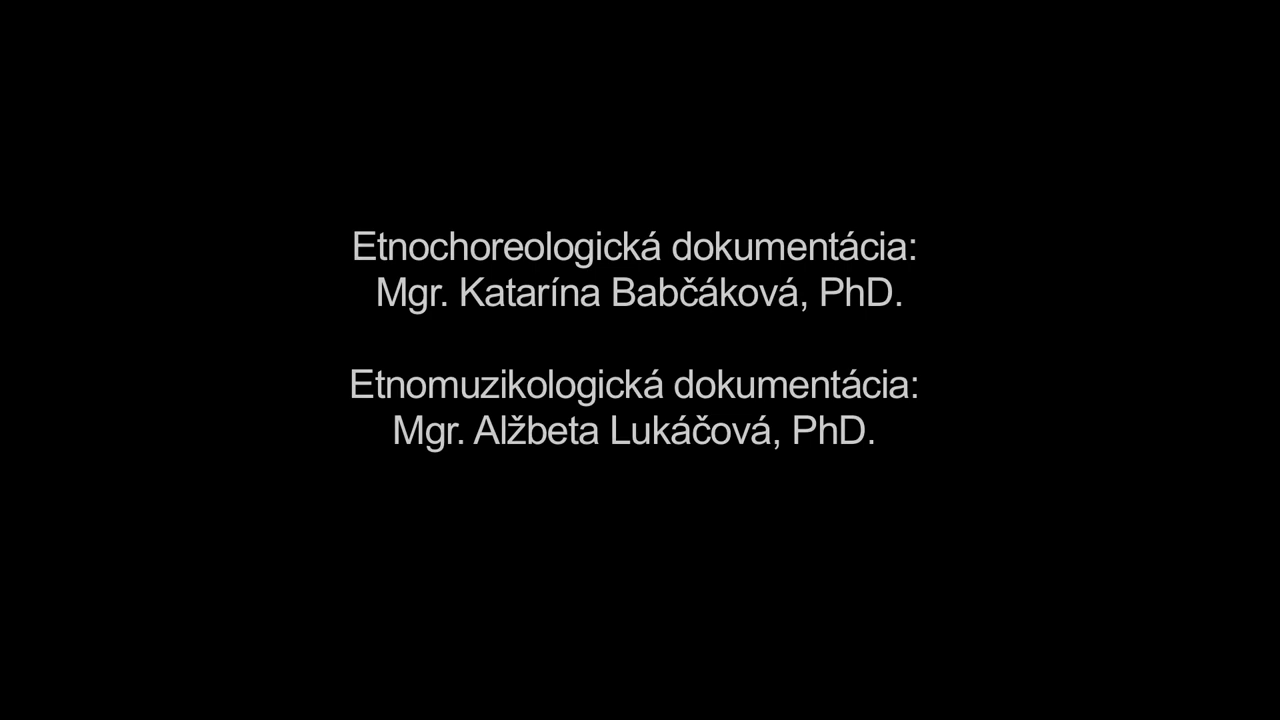 Etnochoreologická dokumentácia:
Mgr. Katarína Babčáková, PhD.
Etnomuzikologická dokumentácia:
Mgr. Alžbeta Lukáčová, PhD.